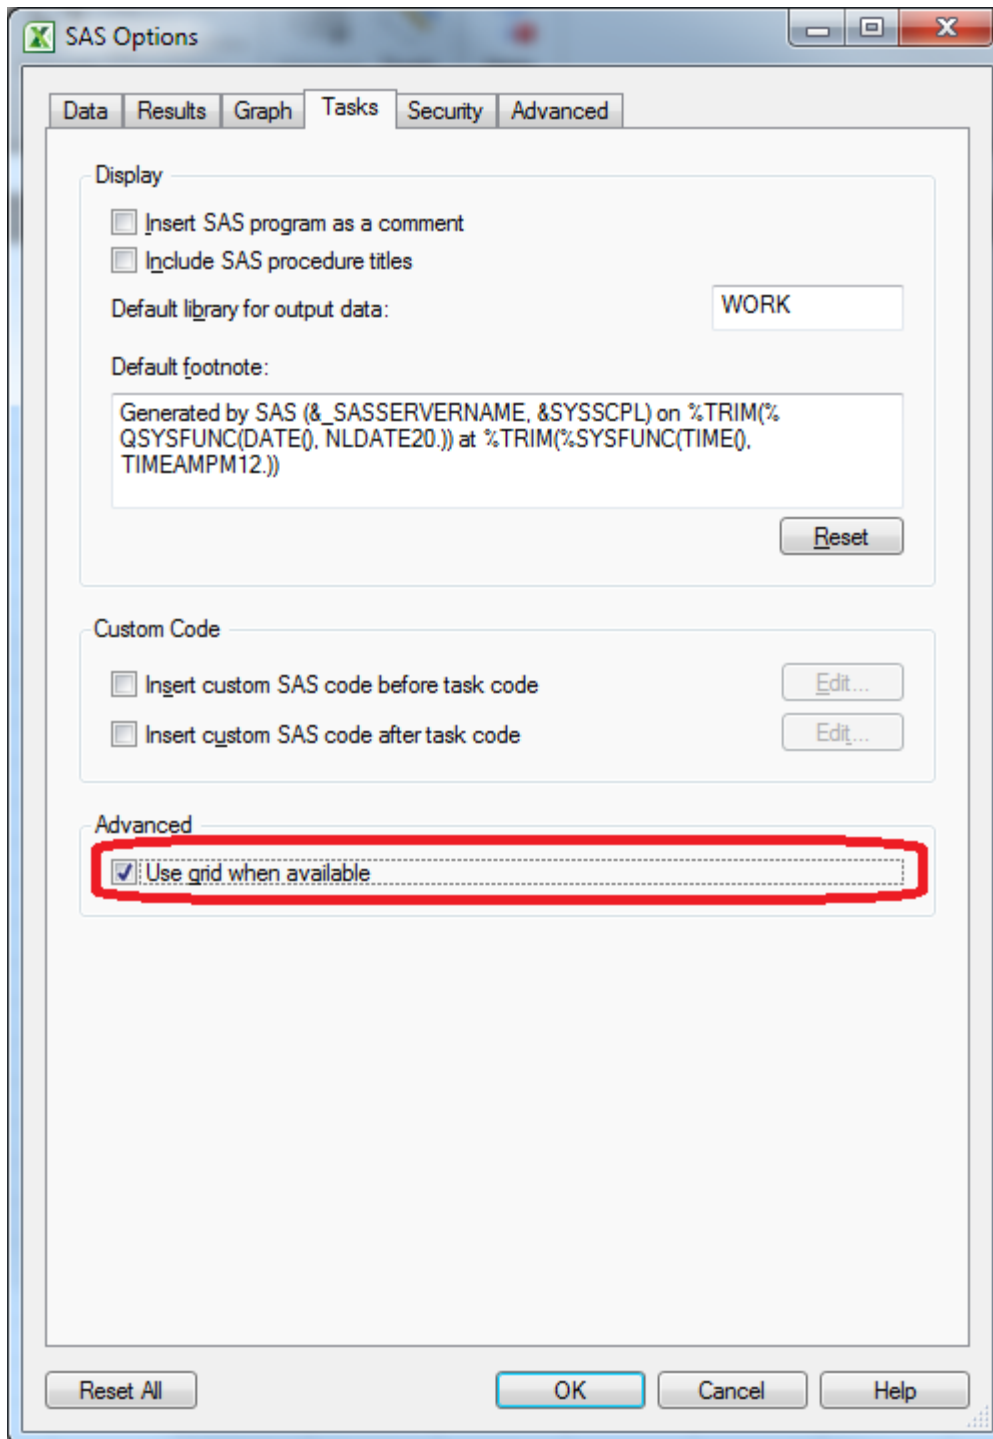 SAS Options
Data Results Graph Tasks Security Advanced
Display
Insert SAS program as a comment
Include SAS procedure titles
Default library for output data: WORK
Default footnote:
Generated by SAS (&_SASSERVERNAME, &SYSSCPL) on %TRIM(%
QSYSFUNC(DATE(), NLDATE20.)) at %TRIM(%SYSFUNC(TIME(),
TIMEAMPM12.))
Reset
Custom Code
Insert custom SAS code before task code Edit...
Insert custom SAS code after task code Edit...
Advanced
Use grid when available
Reset All OK Cancel Help